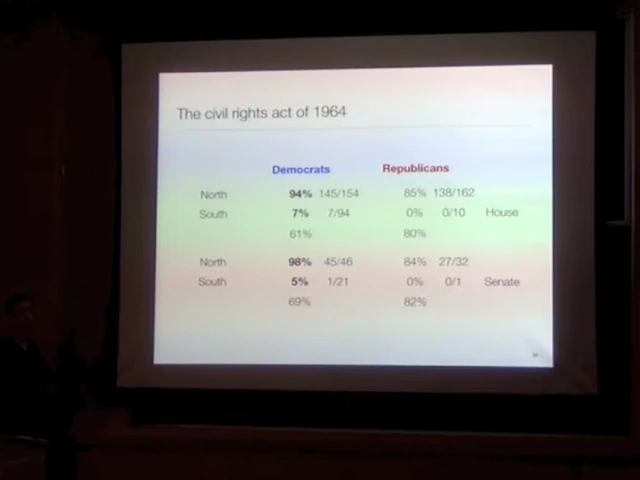 The civil rights act of 1964
Democrats Republicans
North 94% 145/154 85% 138/162
South 7% 7/94 0% 0/10 House
61% 80%
North 98% 45/46 84% 27/32
South 5% 1/21 0% 0/1 Senate
69% 82%